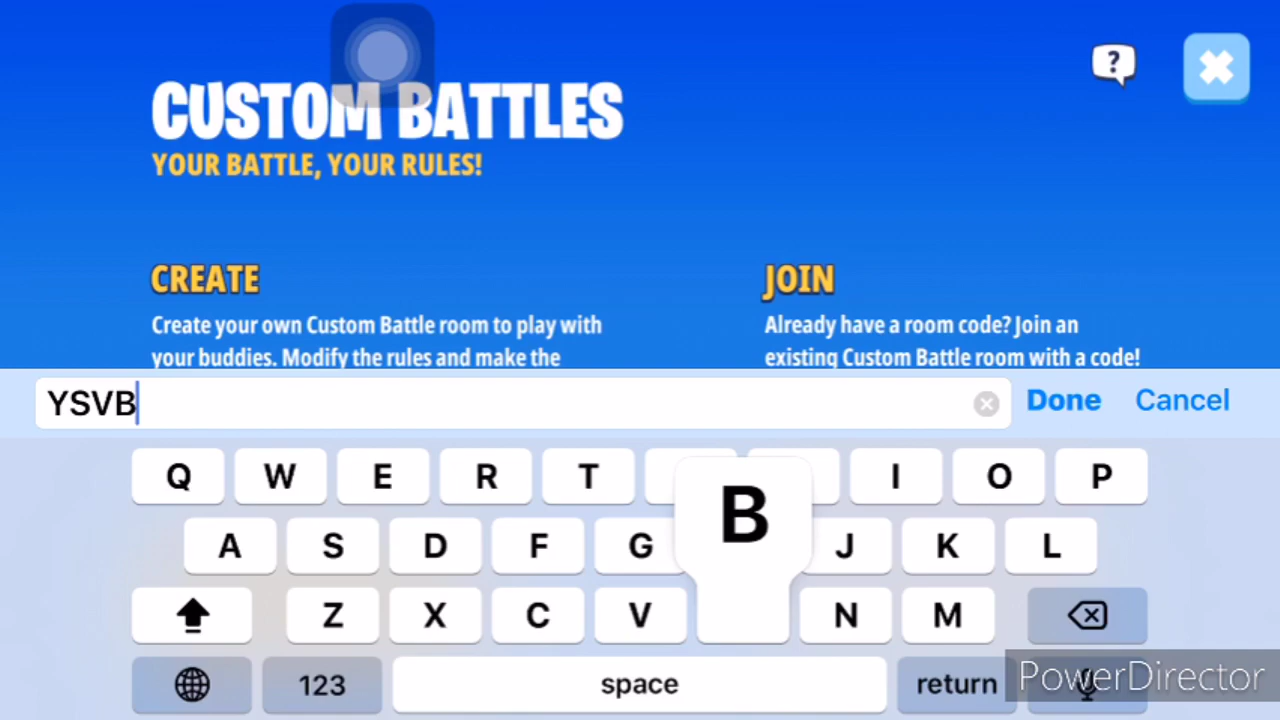 ?
CUSTOM BATTLES
YOUR BATTLE, YOUR RULES!
CREATE
JOIN
Create your own Custom Battle room to play with
your buddies. Modify the rules and make the
Already have a room code? Join an
existing Custom Battle room with a code!
YSVB
Done
Cancel
Q W E R T I O P
B
A S D F G J K L
Z X C V N M
123
space
return
PowerDirector